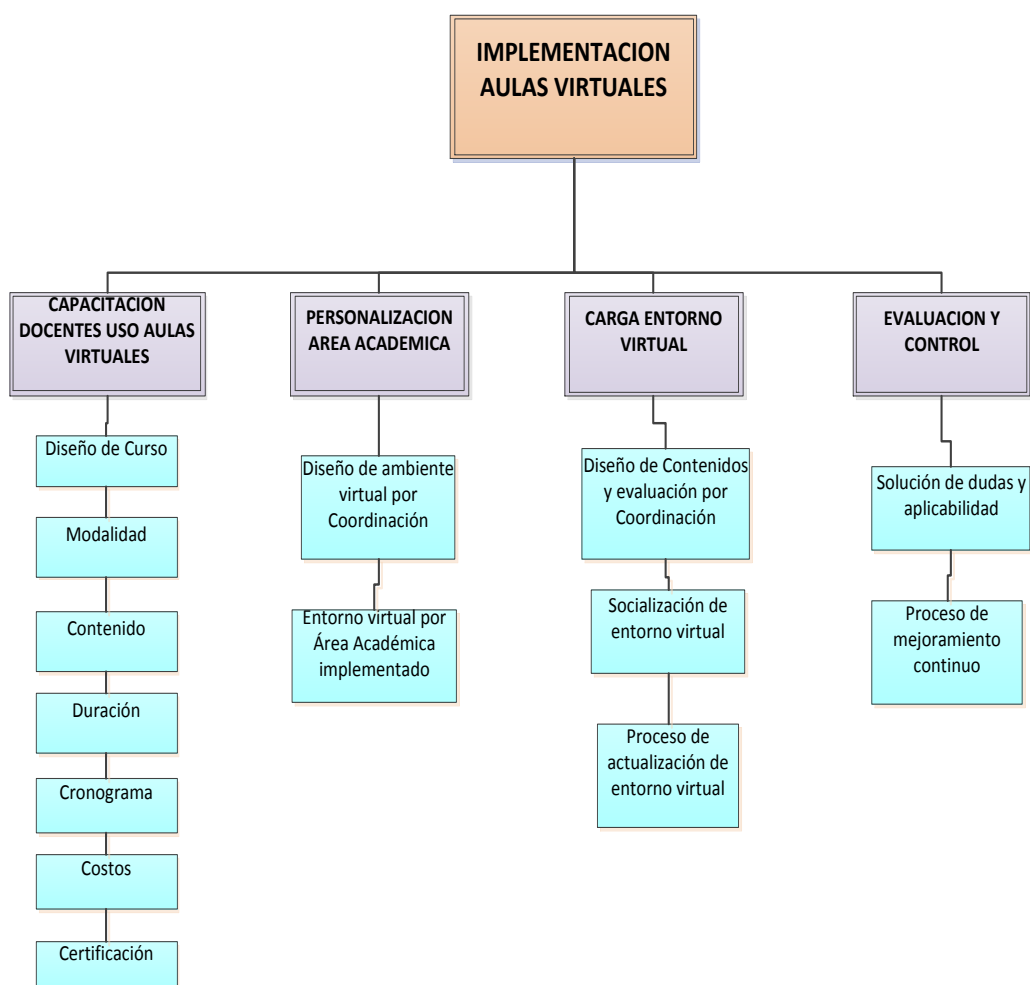 IMPLEMENTACION
AULAS VIRTUALES
CAPACITACION
DOCENTES USO AULAS
VIRTUALES
Diseño de Curso
Modalidad
Contenido
Duración
Cronograma
Costos
Certificación
PERSONALIZACION
AREA ACADEMICA
Diseño de ambiente
virtual por
Coordinación
Entorno virtual por
Área Académica
implementado
CARGA ENTORNO
VIRTUAL
Diseño de Contenidos
y evaluación por
Coordinación
Socialización de
entorno virtual
Proceso de
actualización de
entorno virtual
EVALUACION Y
CONTROL
Solución de dudas y
aplicabilidad
Proceso de
mejoramiento
continuo